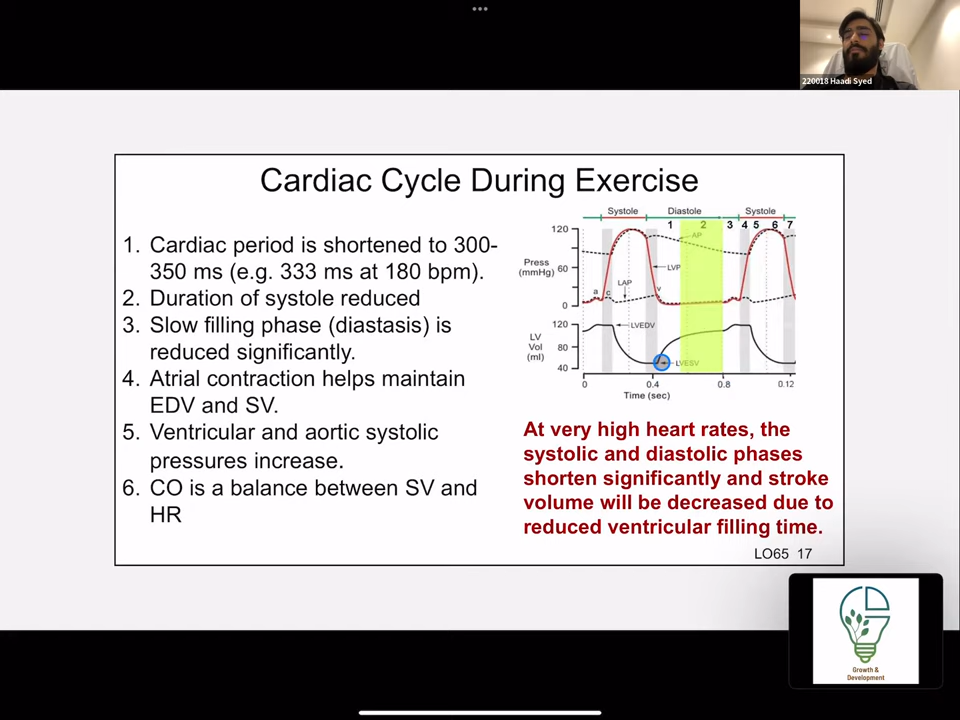 220018 Haadi Syed
Cardiac Cycle During Exercise
1. Cardiac period is shortened to 300-
350 ms (e.g. 333 ms at 180 bpm).
2. Duration of systole reduced
3. Slow filling phase (diastasis) is
reduced significantly.
4. Atrial contraction helps maintain
EDV and SV.
5. Ventricular and aortic systolic
pressures increase.
6. CO is a balance between SV and
HR
Systole Diastole Systole
1 2 3 4 5 6 7
120
AP
Press
(mmHg)
60
LVP
LAP
a c v
0
120
LVEDV
LV
Vol
(ml)
80
LVESV
40
0 0.4 0.8 0.12
Time (sec)
At very high heart rates, the
systolic and diastolic phases
shorten significantly and stroke
volume will be decreased due to
reduced ventricular filling time.
LO65 17
Growth &
Development